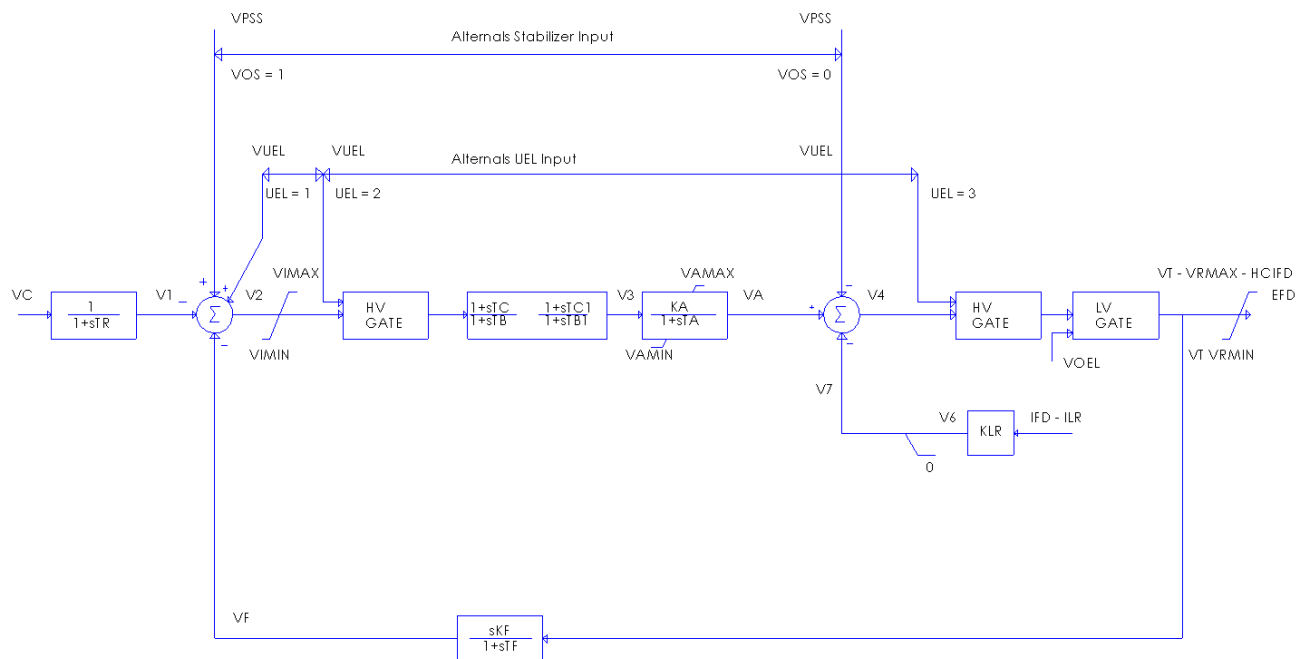 VPSS
VPSS
Alternals Stabilizer Input
VOS = 1
VOS = 0
VUEL
VUEL
Alternals UEL Input
VUEL
UEL = 1
UEL = 2
UEL = 3
VC
1
1+sTR
V1
−
+
+
Σ
−
V2
VIMAX
VIMIN
HV
GATE
1+sTC
1+sTB
1+sTC1
1+sTB1
V3
VAMAX
KA
1+sTA
VAMIN
VA
−
+
Σ
−
V4
HV
GATE
LV
GATE
VOEL
VT - VRMAX - HCIFD
EFD
VT VRMIN
V7
V6
KLR
IFD - ILR
0
VF
sKF
1+sTF